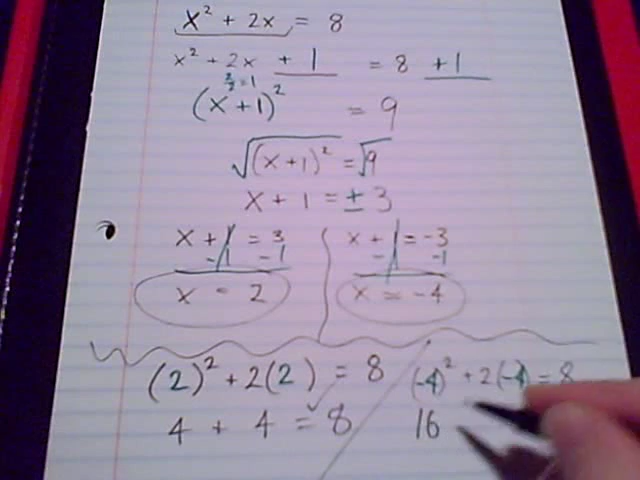 x² + 2x = 8
x² + 2x + 1 = 8 + 1
2/2 = 1
(x + 1)² = 9
√(x + 1)² = √9
x + 1 = ± 3
x + 1 = 3 x + 1 = -3
-1 -1 -1 -1
x = 2 x = -4
(2)² + 2(2) = 8 (-4)² + 2(-4) = 8
4 + 4 = 8 16